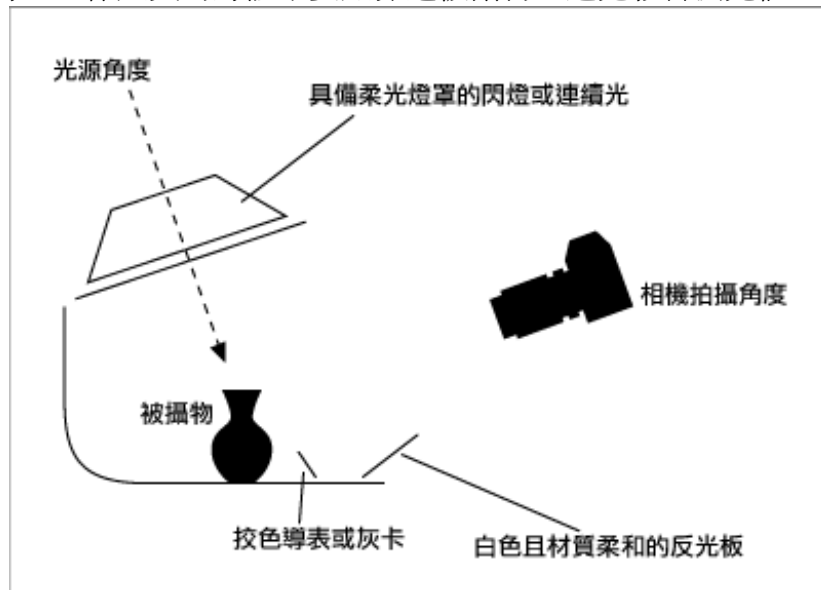 光源角度
具備柔光燈罩的閃燈或連續光
相機拍攝角度
被攝物
挍色導表或灰卡
白色且材質柔和的反光板